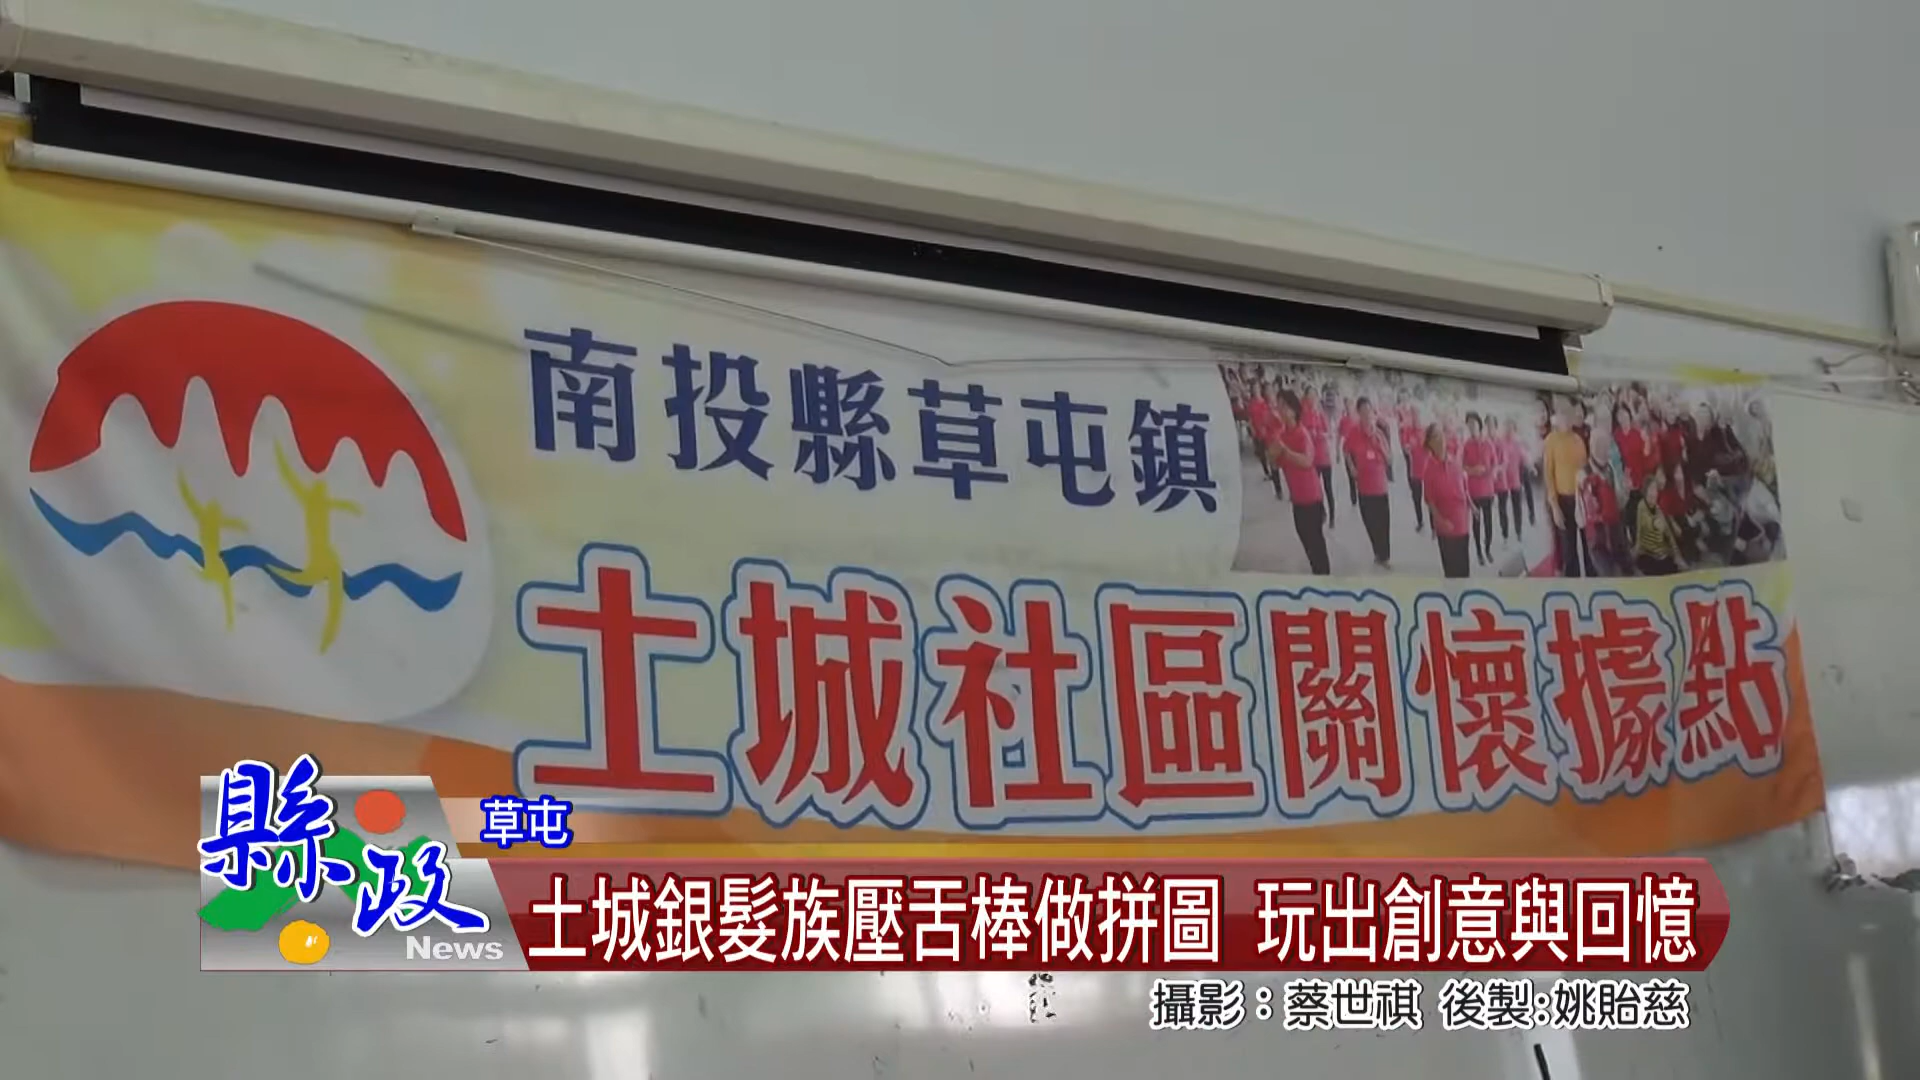 南投縣草屯鎮
土城社區關懷據點
縣政
News
草屯
土城銀髮族壓舌棒做拼圖 玩出創意與回憶
攝影：蔡世祺 後製:姚貽慈